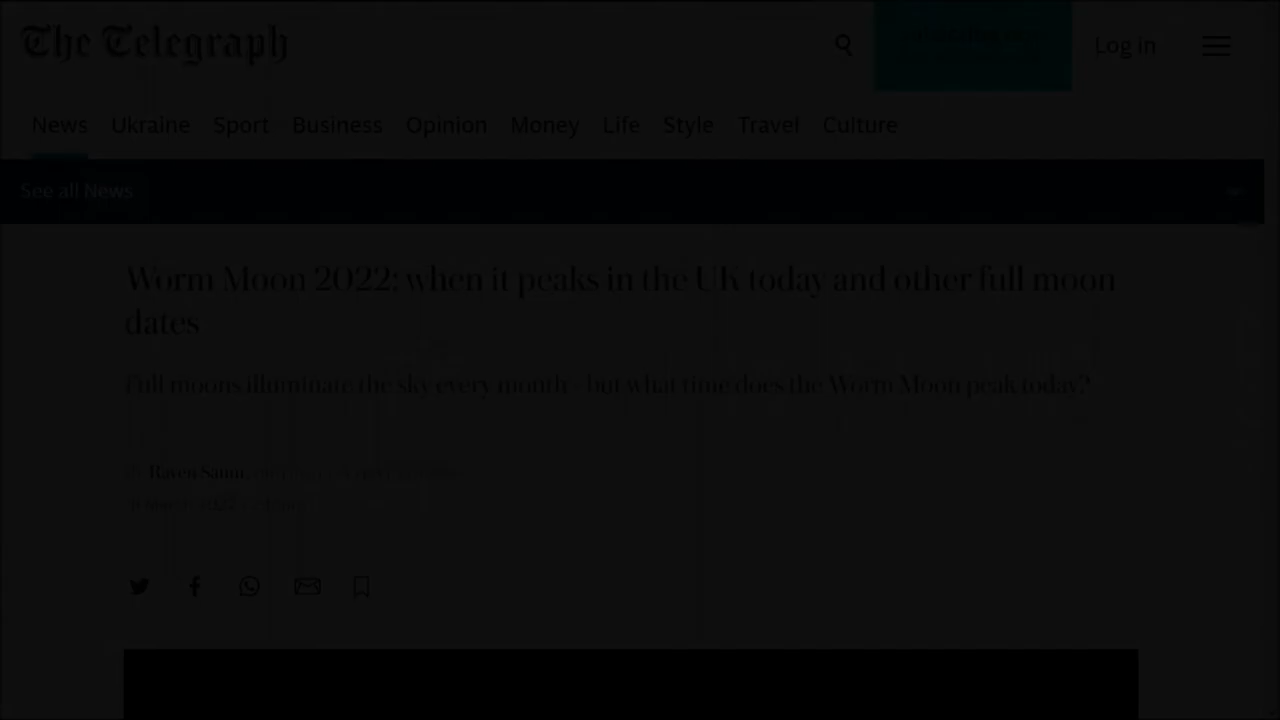 The Telegraph
Log in
News Ukraine Sport Business Opinion Money Life Style Travel Culture
See all News
Worm Moon 2022: when it peaks in the UK today and other full moon
dates
Full moons illuminate the sky every month - but what time does the Worm Moon peak today?
By Raven Saunt,
March 2022